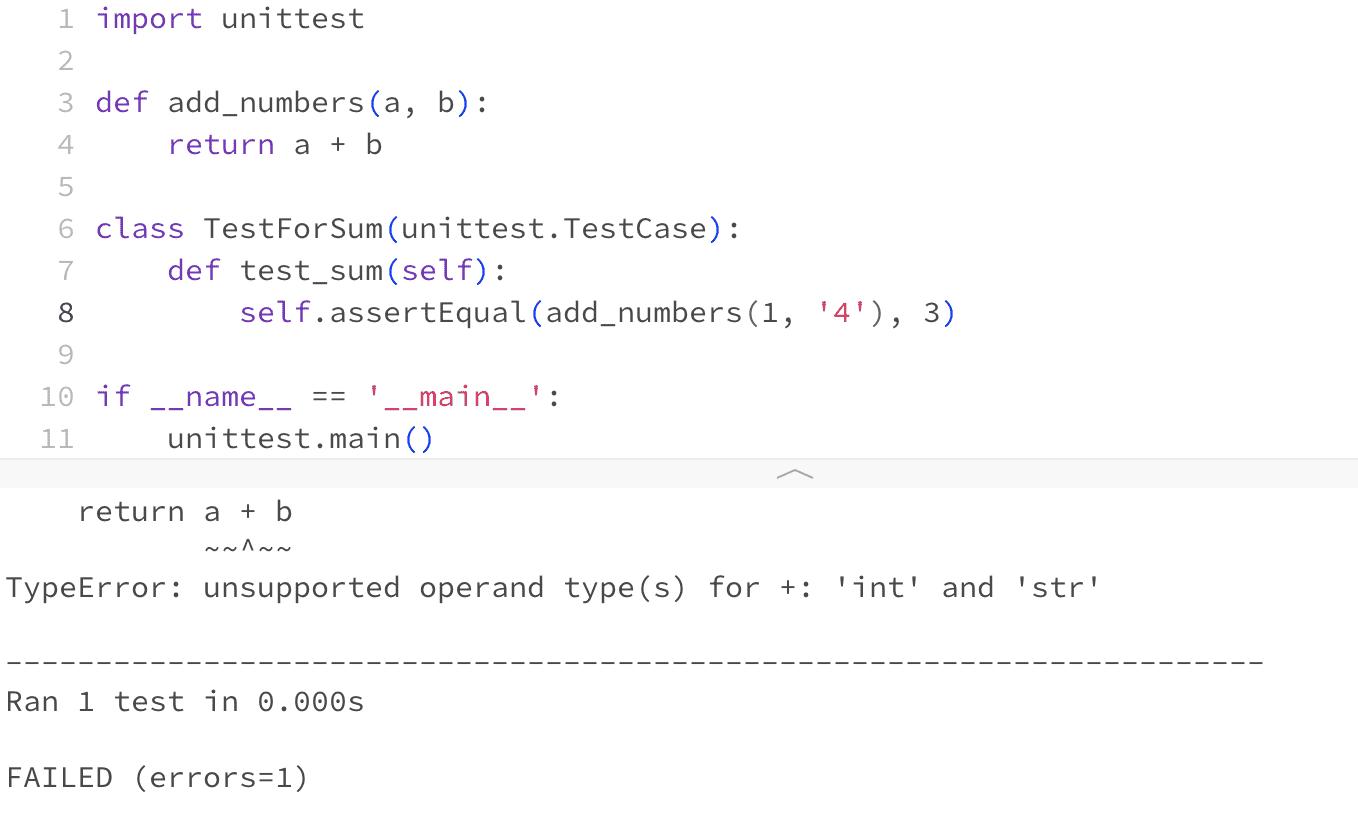 1 import unittest
2
3 def add_numbers(a, b):
4     return a + b
5
6 class TestForSum(unittest.TestCase):
7     def test_sum(self):
8         self.assertEqual(add_numbers(1, '4'), 3)
9
10 if __name__ == '__main__':
11     unittest.main()
    return a + b
           ~~^~~
TypeError: unsupported operand type(s) for +: 'int' and 'str'

----------------------------------------------------------------------
Ran 1 test in 0.000s

FAILED (errors=1)